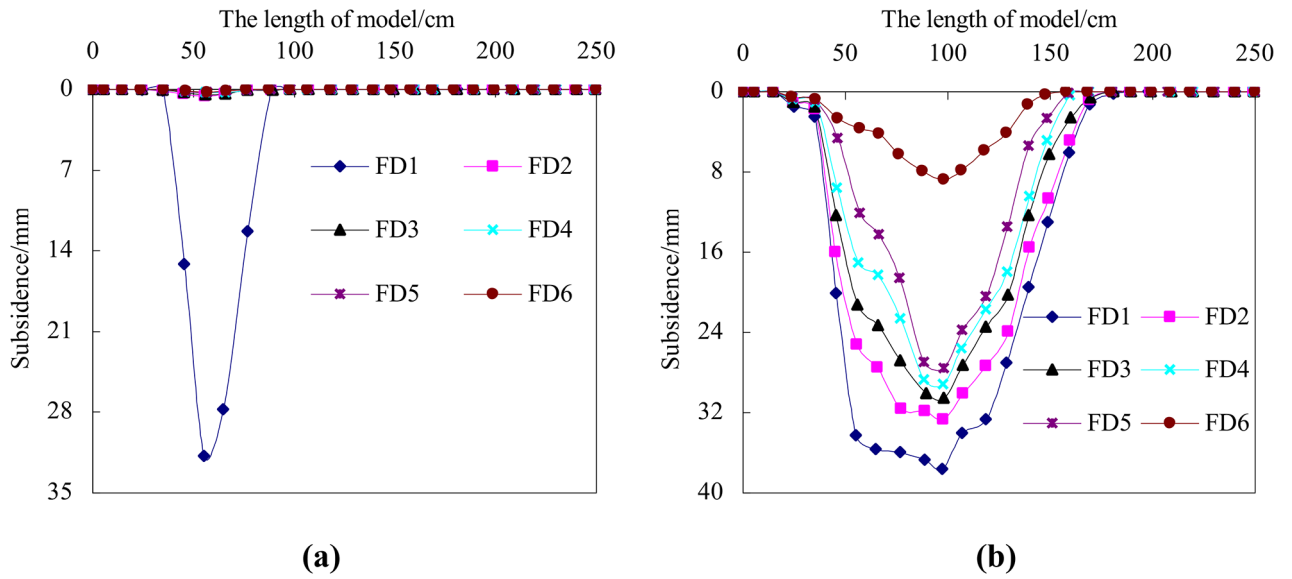 The length of model/cm
0 50 100 150 200 250
0
7
14
21
28
35
Subsidence/mm
FD1 FD2
FD3 FD4
FD5 FD6
(a)
The length of model/cm
0 50 100 150 200 250
0
8
16
24
32
40
Subsidence/mm
FD1 FD2
FD3 FD4
FD5 FD6
(b)